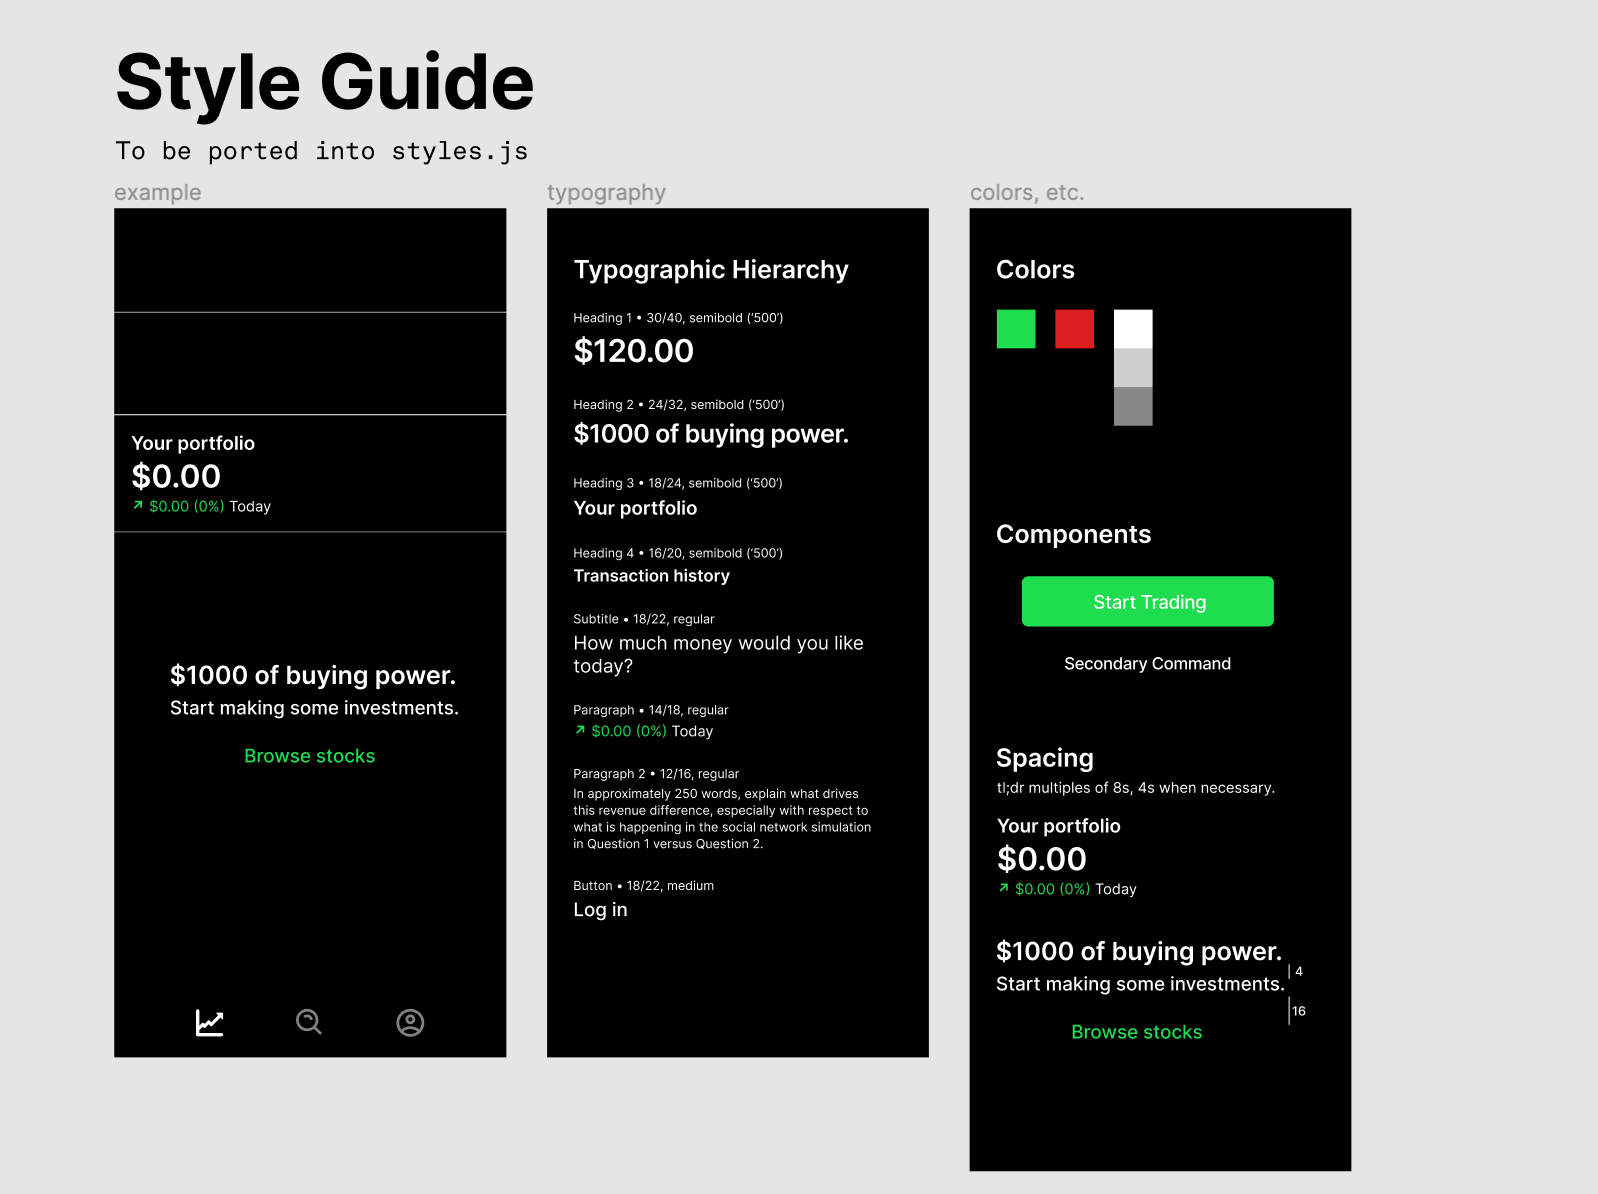 Style Guide
To be ported into styles.js
example
Your portfolio
$0.00
$0.00 (0%) Today
$1000 of buying power.
Start making some investments.
Browse stocks
typography
Typographic Hierarchy
Heading 1 • 30/40, semibold (‘500’)
$120.00
Heading 2 • 24/32, semibold (‘500’)
$1000 of buying power.
Heading 3 • 18/24, semibold (‘500’)
Your portfolio
Heading 4 • 16/20, semibold (‘500’)
Transaction history
Subtitle • 18/22, regular
How much money would you like
today?
Paragraph • 14/18, regular
$0.00 (0%) Today
Paragraph 2 • 12/16, regular
In approximately 250 words, explain what drives
this revenue difference, especially with respect to
what is happening in the social network simulation
in Question 1 versus Question 2.
Button • 18/22, medium
Log in
colors, etc.
Colors
Components
Start Trading
Secondary Command
Spacing
tl;dr multiples of 8s, 4s when necessary.
Your portfolio
$0.00
$0.00 (0%) Today
$1000 of buying power.
4
Start making some investments.
16
Browse stocks